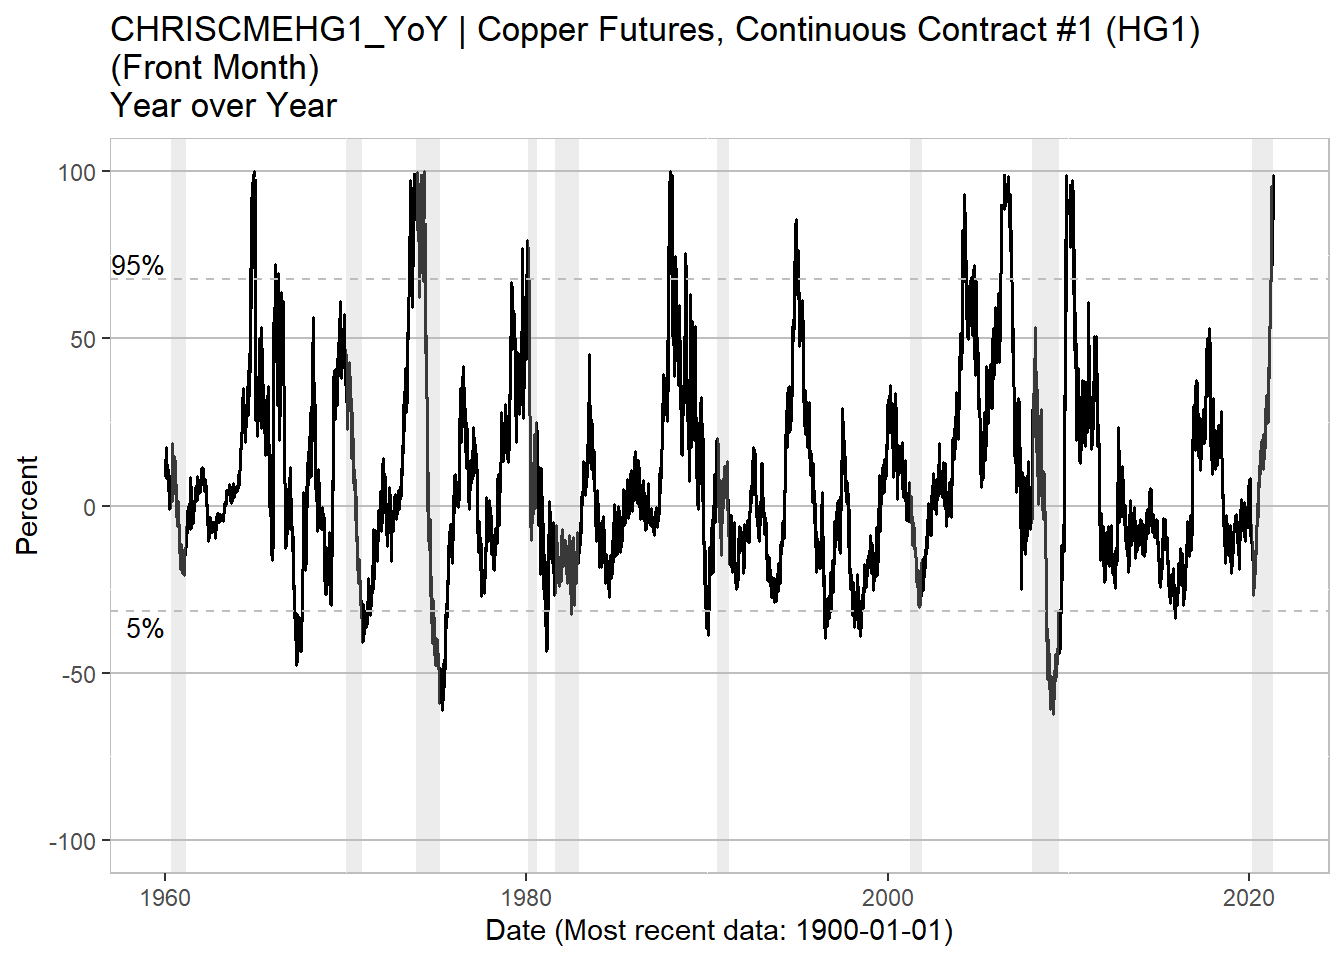 CHRISCMEHG1_YoY | Copper Futures, Continuous Contract #1 (HG1)
(Front Month)
Year over Year
100
95%
50
Percent
0
5%
-50
-100
1960
1980
2000
2020
Date (Most recent data: 1900-01-01)